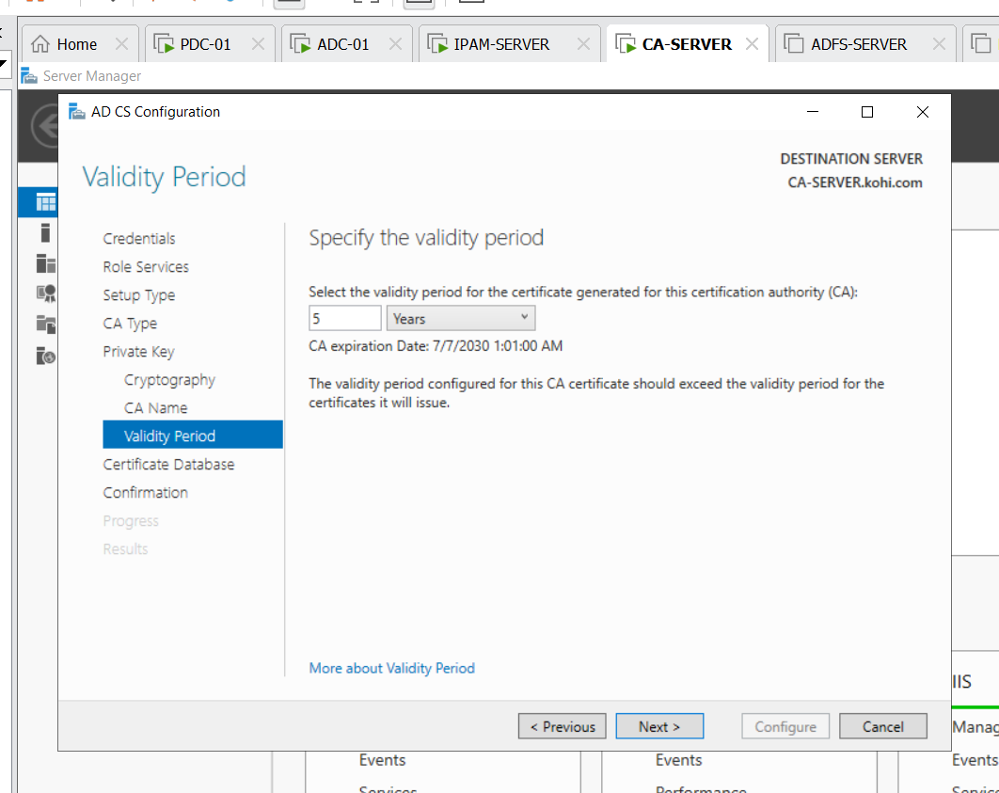 Home
PDC-01
ADC-01
IPAM-SERVER
CA-SERVER
ADFS-SERVER
Server Manager
AD CS Configuration
Validity Period
DESTINATION SERVER
CA-SERVER.kohi.com
Credentials
Role Services
Setup Type
CA Type
Private Key
Cryptography
CA Name
Validity Period
Certificate Database
Confirmation
Progress
Results
Specify the validity period
Select the validity period for the certificate generated for this certification authority (CA):
5 Years
CA expiration Date: 7/7/2030 1:01:00 AM
The validity period configured for this CA certificate should exceed the validity period for the
certificates it will issue.
More about Validity Period
< Previous Next > Configure Cancel
IIS
Manag
Events Events Events
Services Performance Servic